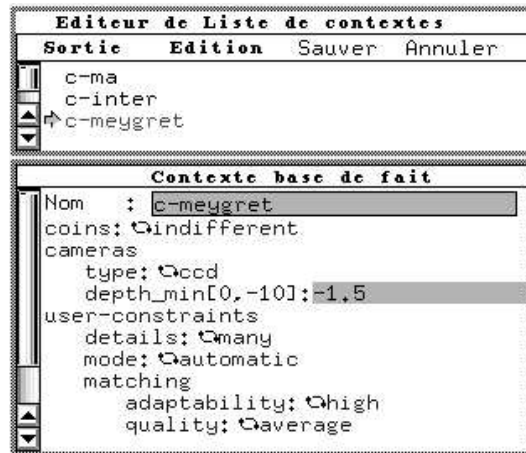 Editeur de Liste de contextes
Sortie Edition Sauver Annuler
c-ma
c-inter
c-meygret
Contexte base de fait
Nom : c-meygret
coins: indifferent
cameras
type: ccd
depth_min[0,-10]:-1.5
user-constraints
details: many
mode: automatic
matching
adaptability: high
quality: average